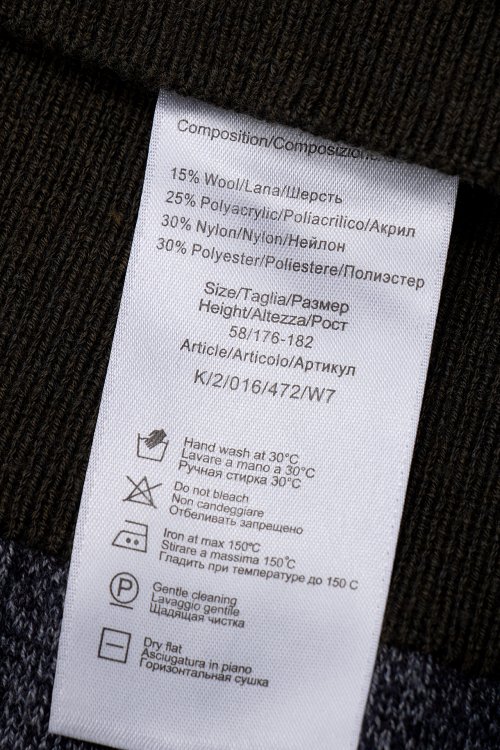 Composition/Composizione
15% Wool/Lana/Шерсть
25% Polyacrylic/Poliacrilico/Акрил
30% Nylon/Nylon/Нейлон
30% Polyester/Poliestere/Полиэстер
Size/Taglia/Размер
Height/Altezza/Рост
58/176-182
Article/Articolo/Артикул
K/2/016/472/W7
Hand wash at 30°C
Lavare a mano a 30°C
Ручная стирка 30°C
Do not bleach
Non candeggiare
Отбеливать запрещено
Iron at max 150°C
Stirare a massima 150°C
Гладить при температуре до 150 C
P
Gentle cleaning
Lavaggio gentile
Щадящая чистка
Dry flat
Asciugatura in piano
Горизонтальная сушка